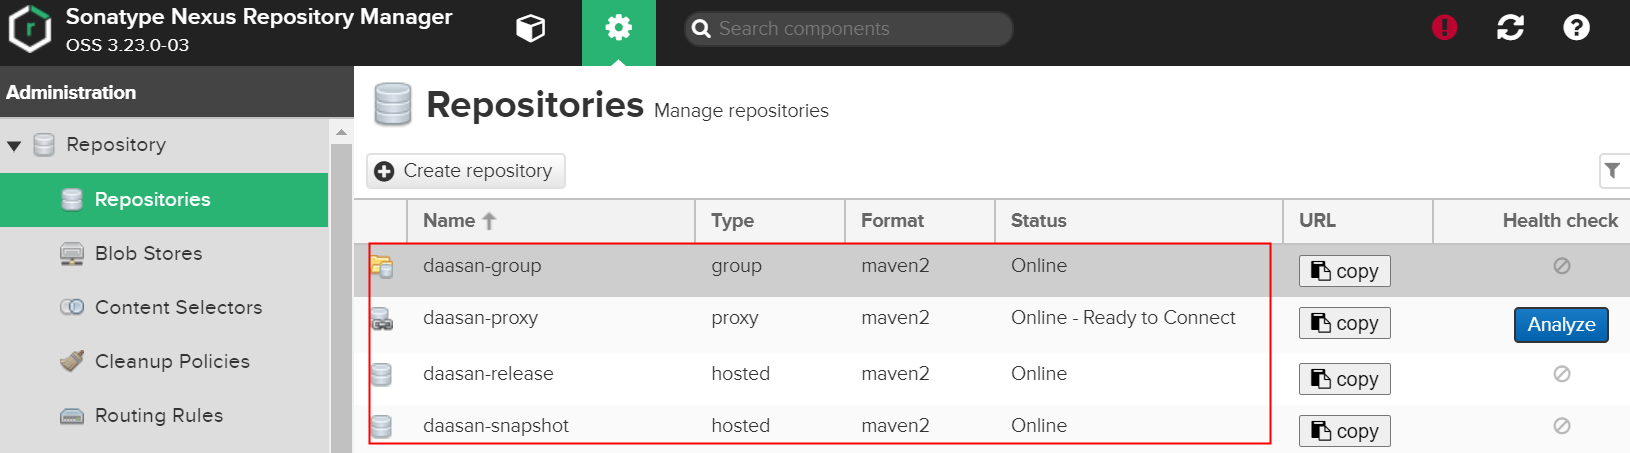 Sonatype Nexus Repository Manager
OSS 3.23.0-03
Search components
Administration
Repository
Repositories
Blob Stores
Content Selectors
Cleanup Policies
Routing Rules
Repositories Manage repositories
Create repository
Name Type Format Status URL Health check
daasan-group group maven2 Online copy
daasan-proxy proxy maven2 Online - Ready to Connect copy Analyze
daasan-release hosted maven2 Online copy
daasan-snapshot hosted maven2 Online copy